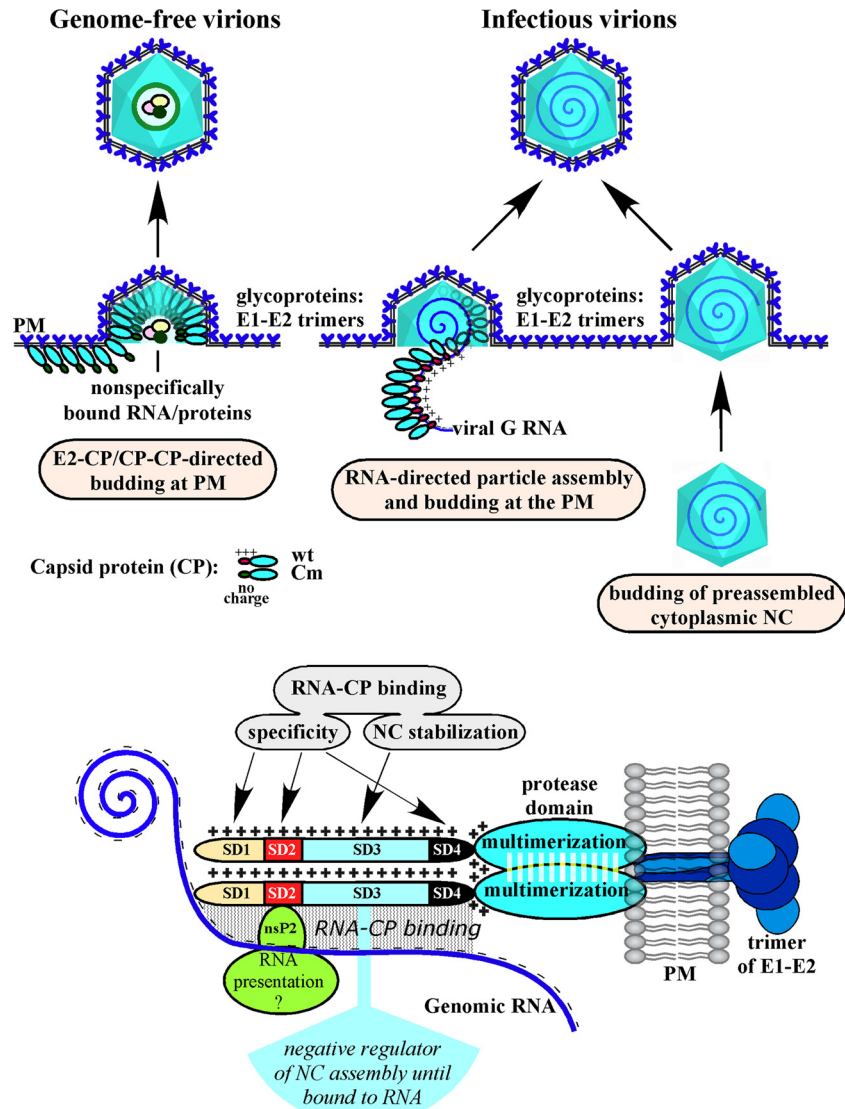 Genome-free virions
Infectious virions
PM
glycoproteins:
E1-E2 trimers
glycoproteins:
E1-E2 trimers
nonspecifically
bound RNA/proteins
E2-CP/CP-CP-directed
budding at PM
+++
viral G RNA
RNA-directed particle assembly
and budding at the PM
Capsid protein (CP):
+++
wt
Cm
no
charge
budding of preassembled
cytoplasmic NC
RNA-CP binding
specificity
NC stabilization
protease
domain
++++++++++++++++++++
SD1 SD2 SD3 SD4
multimerization
++++++++++++++++++++
SD1 SD2 SD3 SD4
multimerization
nsP2
RNA-CP binding
RNA
presentation
?
Genomic RNA
PM
trimer
of E1-E2
negative regulator
of NC assembly until
bound to RNA